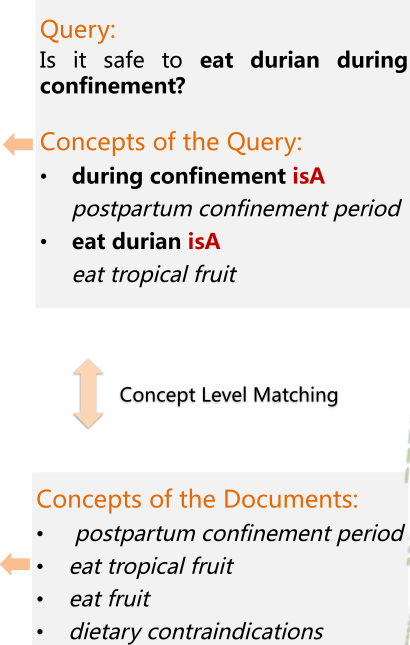 Query:
Is it safe to eat durian during
confinement?
Concepts of the Query:
• during confinement isA
postpartum confinement period
• eat durian isA
eat tropical fruit
Concept Level Matching
Concepts of the Documents:
• postpartum confinement period
• eat tropical fruit
• eat fruit
• dietary contraindications